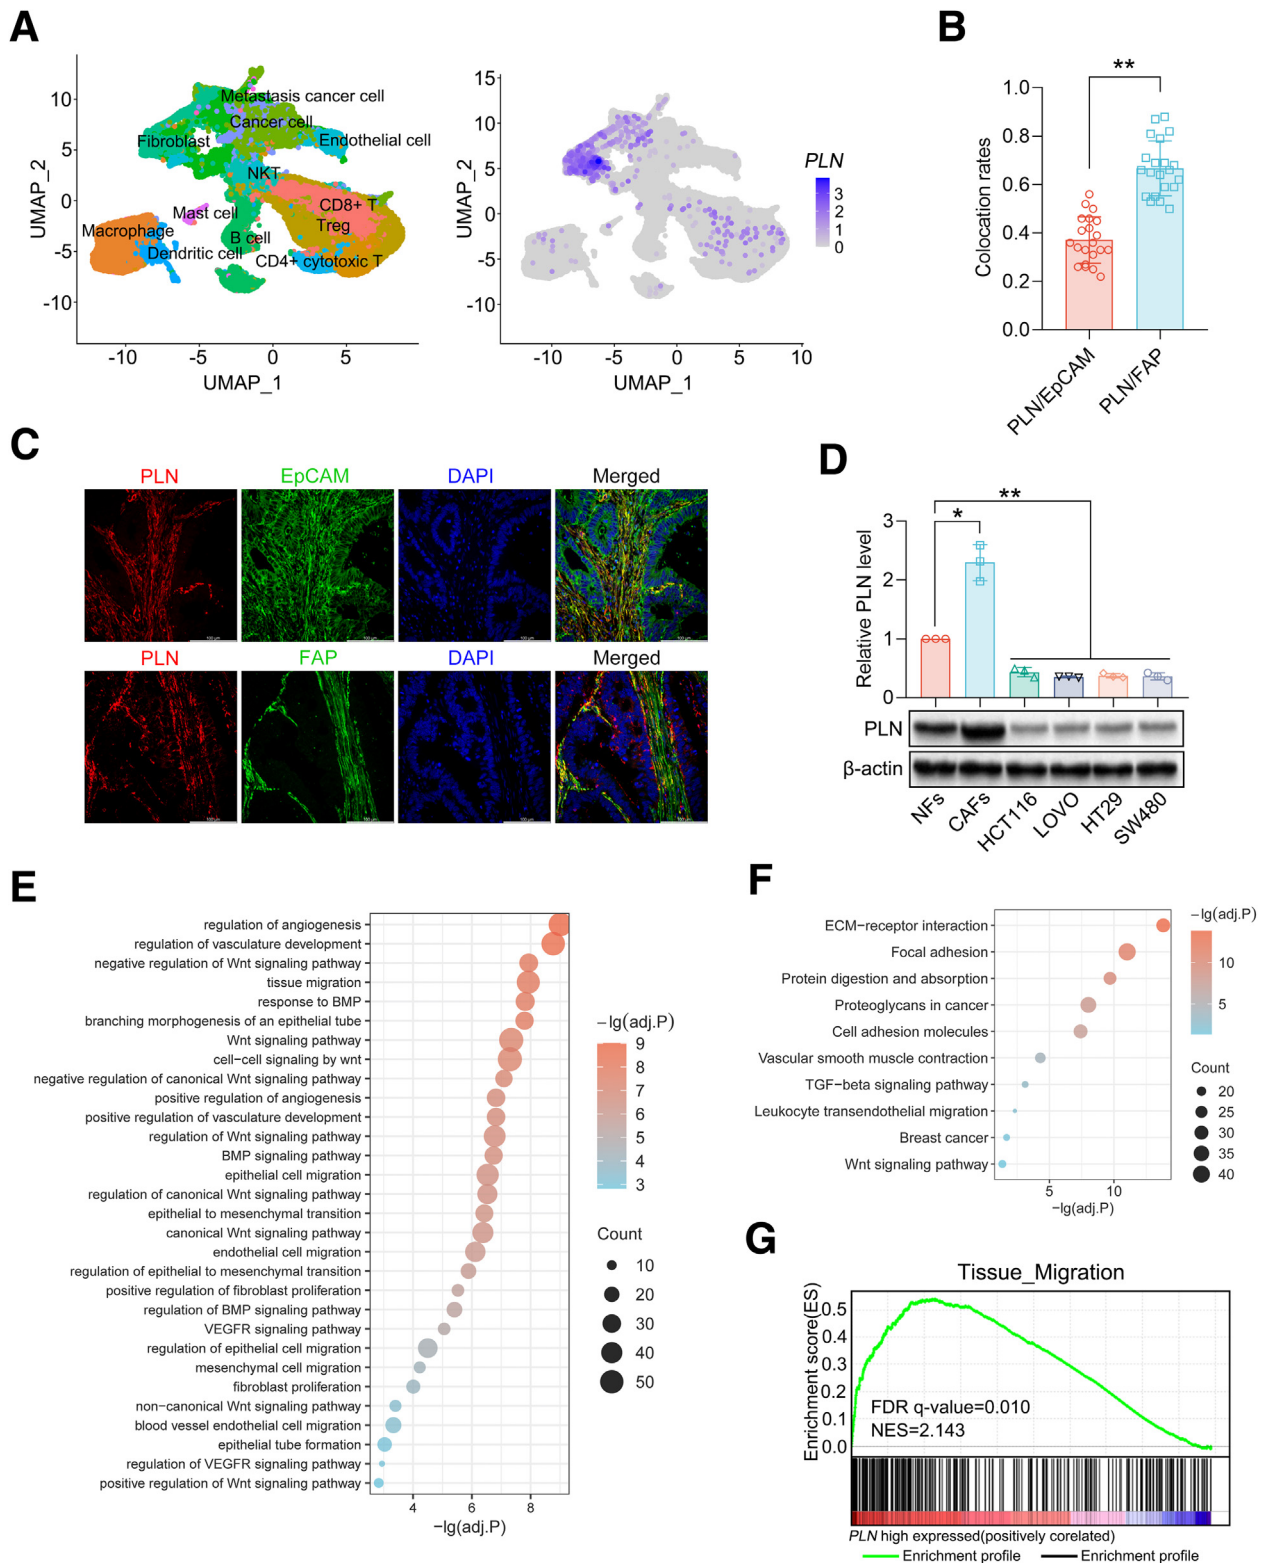 A
10
5
0
-5
-10
UMAP_2
-10
-5
0
5
UMAP_1
Metastasis cancer cell
Cancer cell
Fibroblast
Endothelial cell
NKT
CD8+ T
Mast cell
Treg
Macrophage
B cell
Dendritic cell
CD4+ cytotoxic T
15
10
5
0
-5
-10
UMAP_2
-10
-5
0
5
10
UMAP_1
PLN
3
2
1
0
B
**
1.0
0.8
0.6
0.4
0.2
0.0
Colocation rates
PLN/EpCAM
PLN/FAP
C
PLN
EpCAM
DAPI
Merged
100 μm
100 μm
100 μm
100 μm
PLN
FAP
DAPI
Merged
D
**
*
3
2
1
0
Relative PLN level
PLN
β-actin
NFs
CAFs
HCT116
LOVO
HT29
SW480
E
regulation of angiogenesis
regulation of vasculature development
negative regulation of Wnt signaling pathway
tissue migration
response to BMP
branching morphogenesis of an epithelial tube
Wnt signaling pathway
cell−cell signaling by wnt
negative regulation of canonical Wnt signaling pathway
positive regulation of angiogenesis
positive regulation of vasculature development
regulation of Wnt signaling pathway
BMP signaling pathway
epithelial cell migration
regulation of canonical Wnt signaling pathway
epithelial to mesenchymal transition
canonical Wnt signaling pathway
endothelial cell migration
regulation of epithelial to mesenchymal transition
positive regulation of fibroblast proliferation
regulation of BMP signaling pathway
VEGFR signaling pathway
regulation of epithelial cell migration
mesenchymal cell migration
fibroblast proliferation
non−canonical Wnt signaling pathway
blood vessel endothelial cell migration
epithelial tube formation
regulation of VEGFR signaling pathway
positive regulation of Wnt signaling pathway
4
6
8
−lg(adj.P)
−lg(adj.P)
9
8
7
6
5
4
3
Count
10
20
30
40
50
F
ECM−receptor interaction
Focal adhesion
Protein digestion and absorption
Proteoglycans in cancer
Cell adhesion molecules
Vascular smooth muscle contraction
TGF−beta signaling pathway
Leukocyte transendothelial migration
Breast cancer
Wnt signaling pathway
5
10
−lg(adj.P)
−lg(adj.P)
10
5
Count
20
25
30
35
40
G
Tissue_Migration
Enrichment score(ES)
0.5
0.4
0.3
0.2
0.1
0.0
FDR q-value=0.010
NES=2.143
PLN high expressed(positively corelated)
Enrichment profile
Enrichment profile